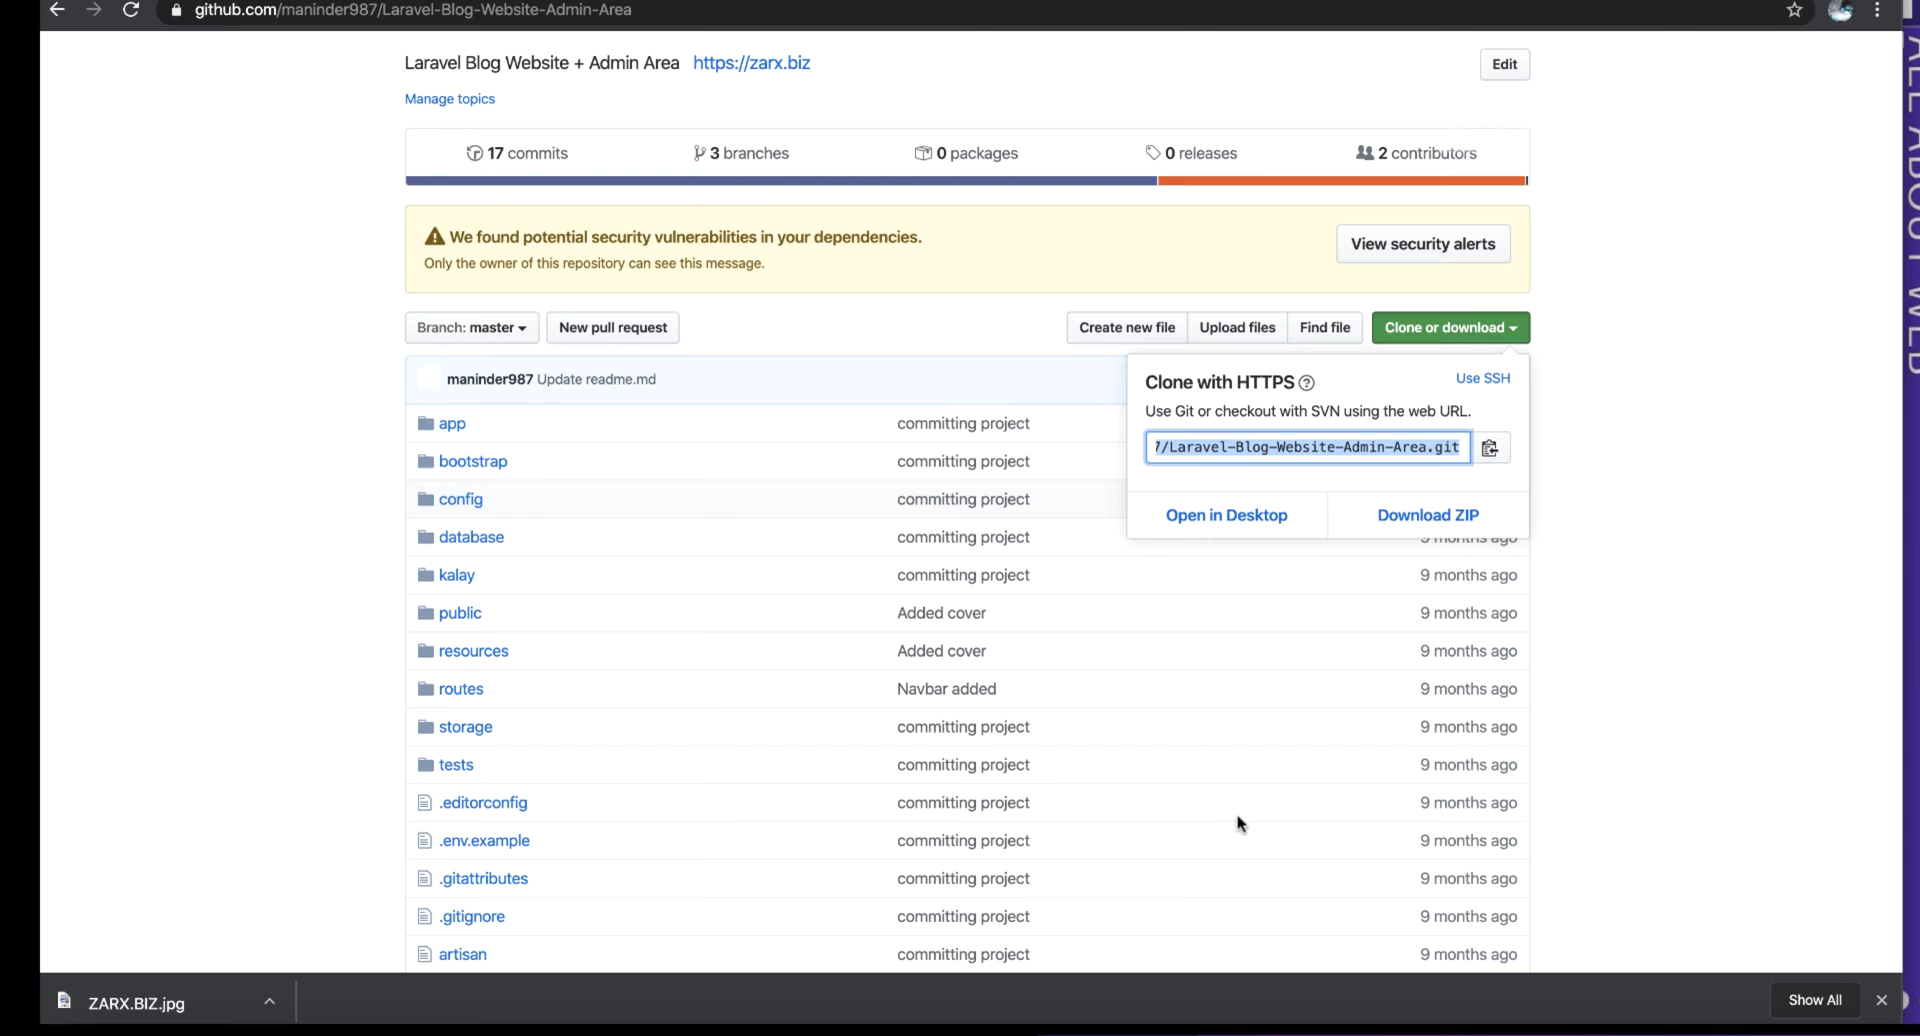 github.com/maninder987/Laravel-Blog-Website-Admin-Area
Laravel Blog Website + Admin Area https://zarx.biz
Edit
Manage topics
17 commits 3 branches 0 packages 0 releases 2 contributors
We found potential security vulnerabilities in your dependencies.
Only the owner of this repository can see this message.
View security alerts
Branch: master New pull request Create new file Upload files Find file Clone or download
maninder987 Update readme.md
Clone with HTTPS Use SSH
Use Git or checkout with SVN using the web URL.
7/Laravel-Blog-Website-Admin-Area.git
Open in Desktop Download ZIP
app committing project
bootstrap committing project
config committing project
database committing project 9 months ago
kalay committing project 9 months ago
public Added cover 9 months ago
resources Added cover 9 months ago
routes Navbar added 9 months ago
storage committing project 9 months ago
tests committing project 9 months ago
.editorconfig committing project 9 months ago
.env.example committing project 9 months ago
.gitattributes committing project 9 months ago
.gitignore committing project 9 months ago
artisan committing project 9 months ago
ZARX.BIZ.jpg Show All
ALL ABOUT WEB